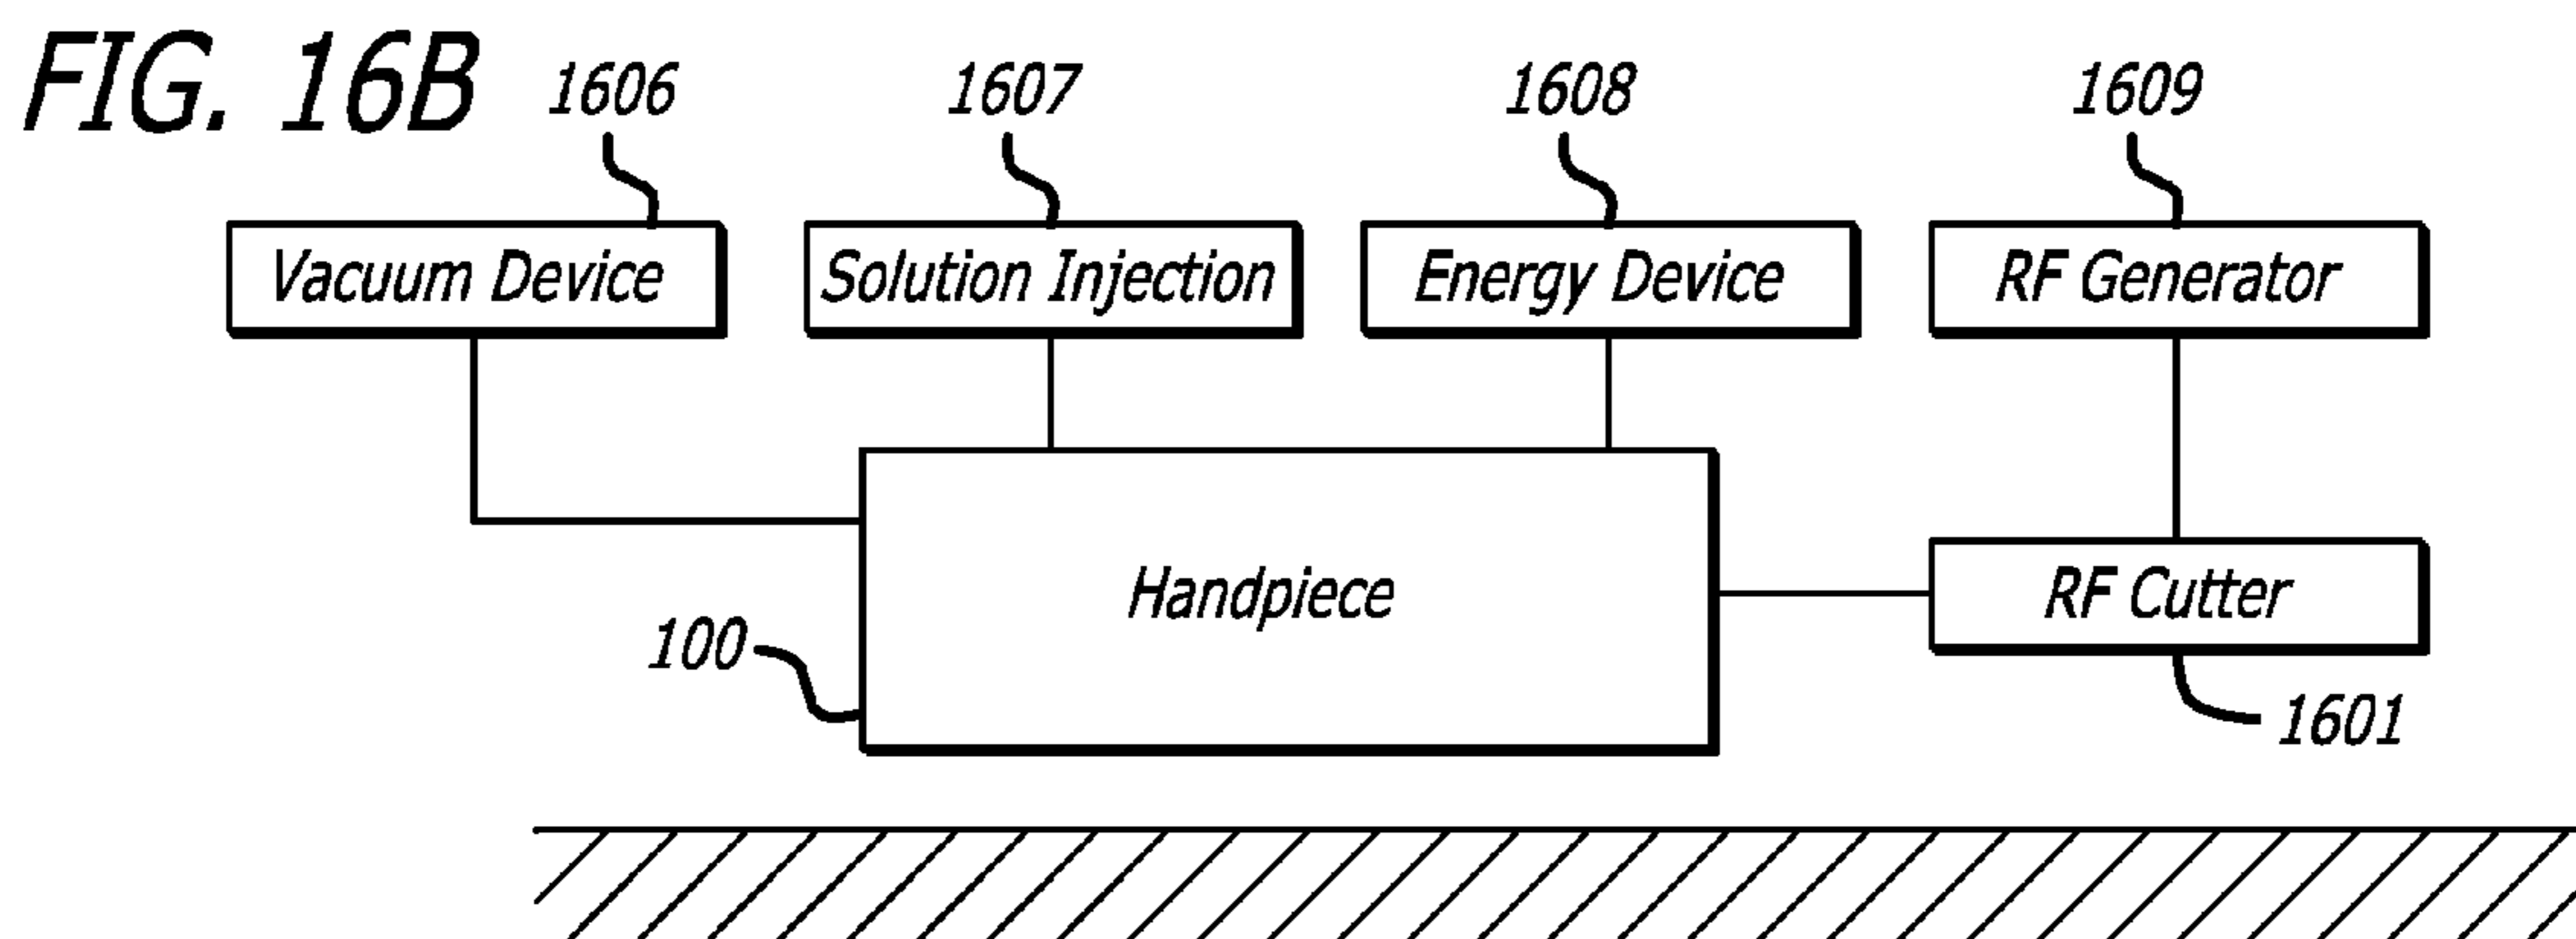 FIG. 16B
1606
1607
1608
1609
Vacuum Device
Solution Injection
Energy Device
RF Generator
Handpiece
RF Cutter
100
1601